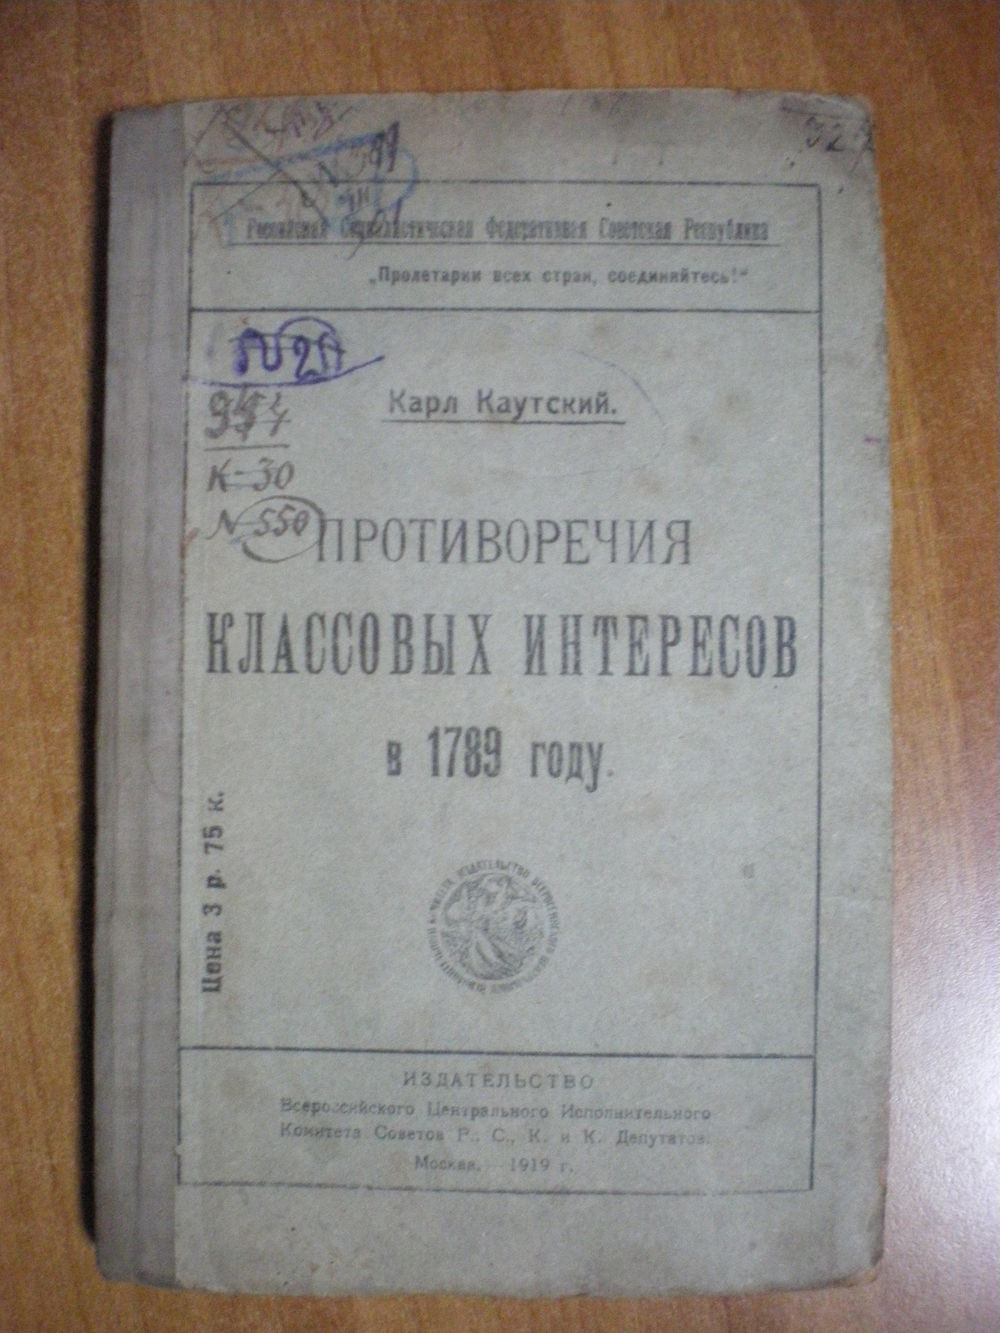 Российская Социалистическая Федеративная Советская Республика
„Пролетарии всех стран, соединяйтесь!“
Карл Каутский.
К-30
№ 550
ПРОТИВОРЕЧИЯ
КЛАССОВЫХ ИНТЕРЕСОВ
в 1789 году.
Цена 3 р. 75 к.
ИЗДАТЕЛЬСТВО
Всероссийского Центрального Исполнительного
Комитета Советов Р., С., К. и К. Депутатов.
Москва.—1919 г.